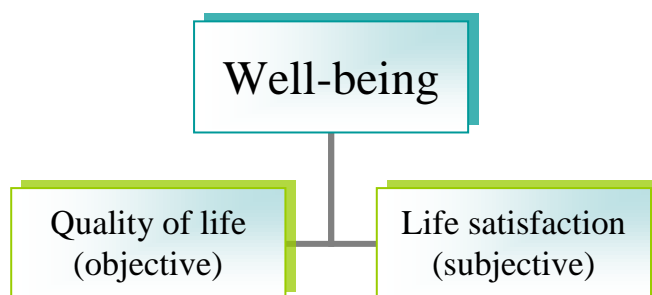 Well-being
Quality of life
(objective)
Life satisfaction
(subjective)